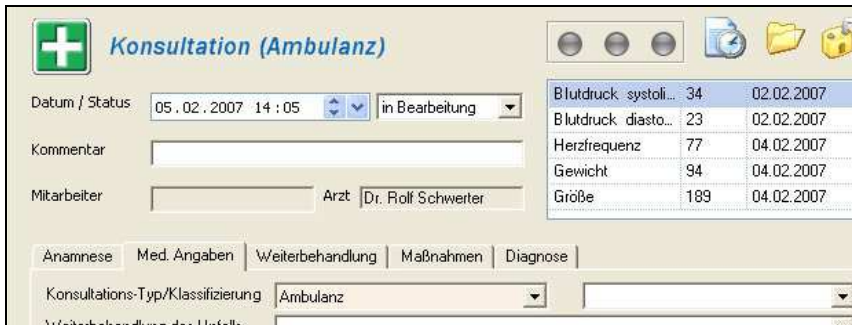 Konsultation (Ambulanz)
Datum / Status 05.02.2007 14:05 in Bearbeitung
Kommentar
Mitarbeiter Arzt Dr. Rolf Schwerter
Blutdruck systoli... 34 02.02.2007
Blutdruck diasto... 23 02.02.2007
Herzfrequenz 77 04.02.2007
Gewicht 94 04.02.2007
Größe 189 04.02.2007
Anamnese Med. Angaben Weiterbehandlung Maßnahmen Diagnose
Konsultations-Typ/Klassifizierung Ambulanz